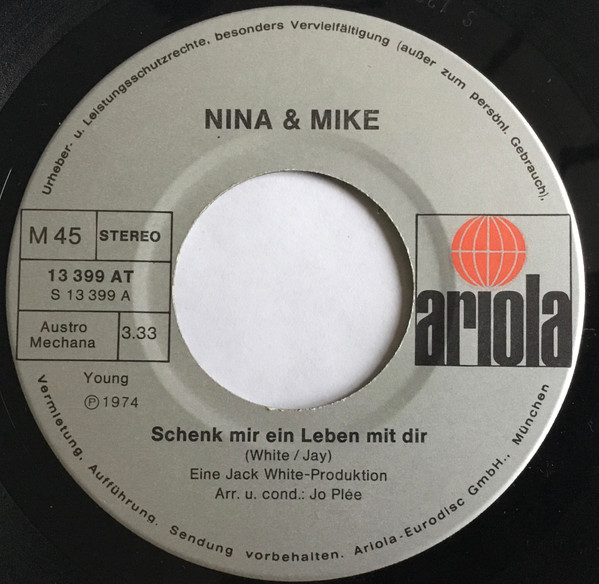 Urheber- u. Leistungsschutzrechte, besonders Vervielfältigung (außer zum persönl. Gebrauch),
NINA & MIKE
M 45 STEREO
13 399 AT
S 13 399 A
Austro
Mechana
3.33
ariola
Young
Ⓟ 1974
Schenk mir ein Leben mit dir
(White / Jay)
Eine Jack White-Produktion
Arr. u. cond.: Jo Plée
Vermietung, Aufführung, Sendung vorbehalten. Ariola-Eurodisc GmbH., München